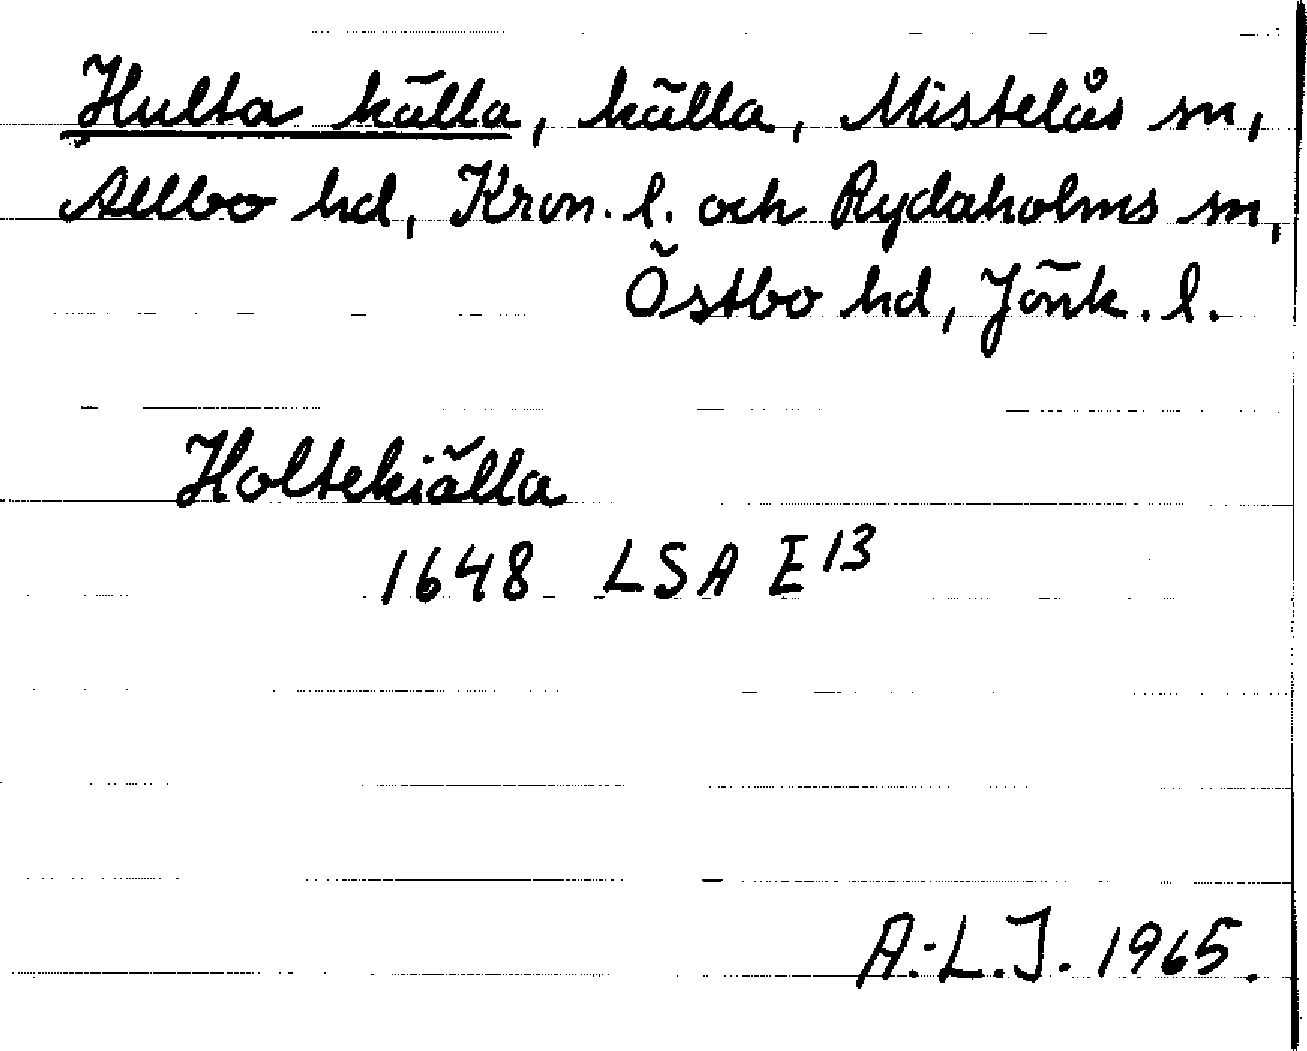 Hulta källa, källa, Mistelås sn,
Allbo hd, Kron. l. och Rydaholms sn,
Östbo hd, Jönk. l.
Holtekiälla
1648 LSA E13
A.-L.J. 1965.